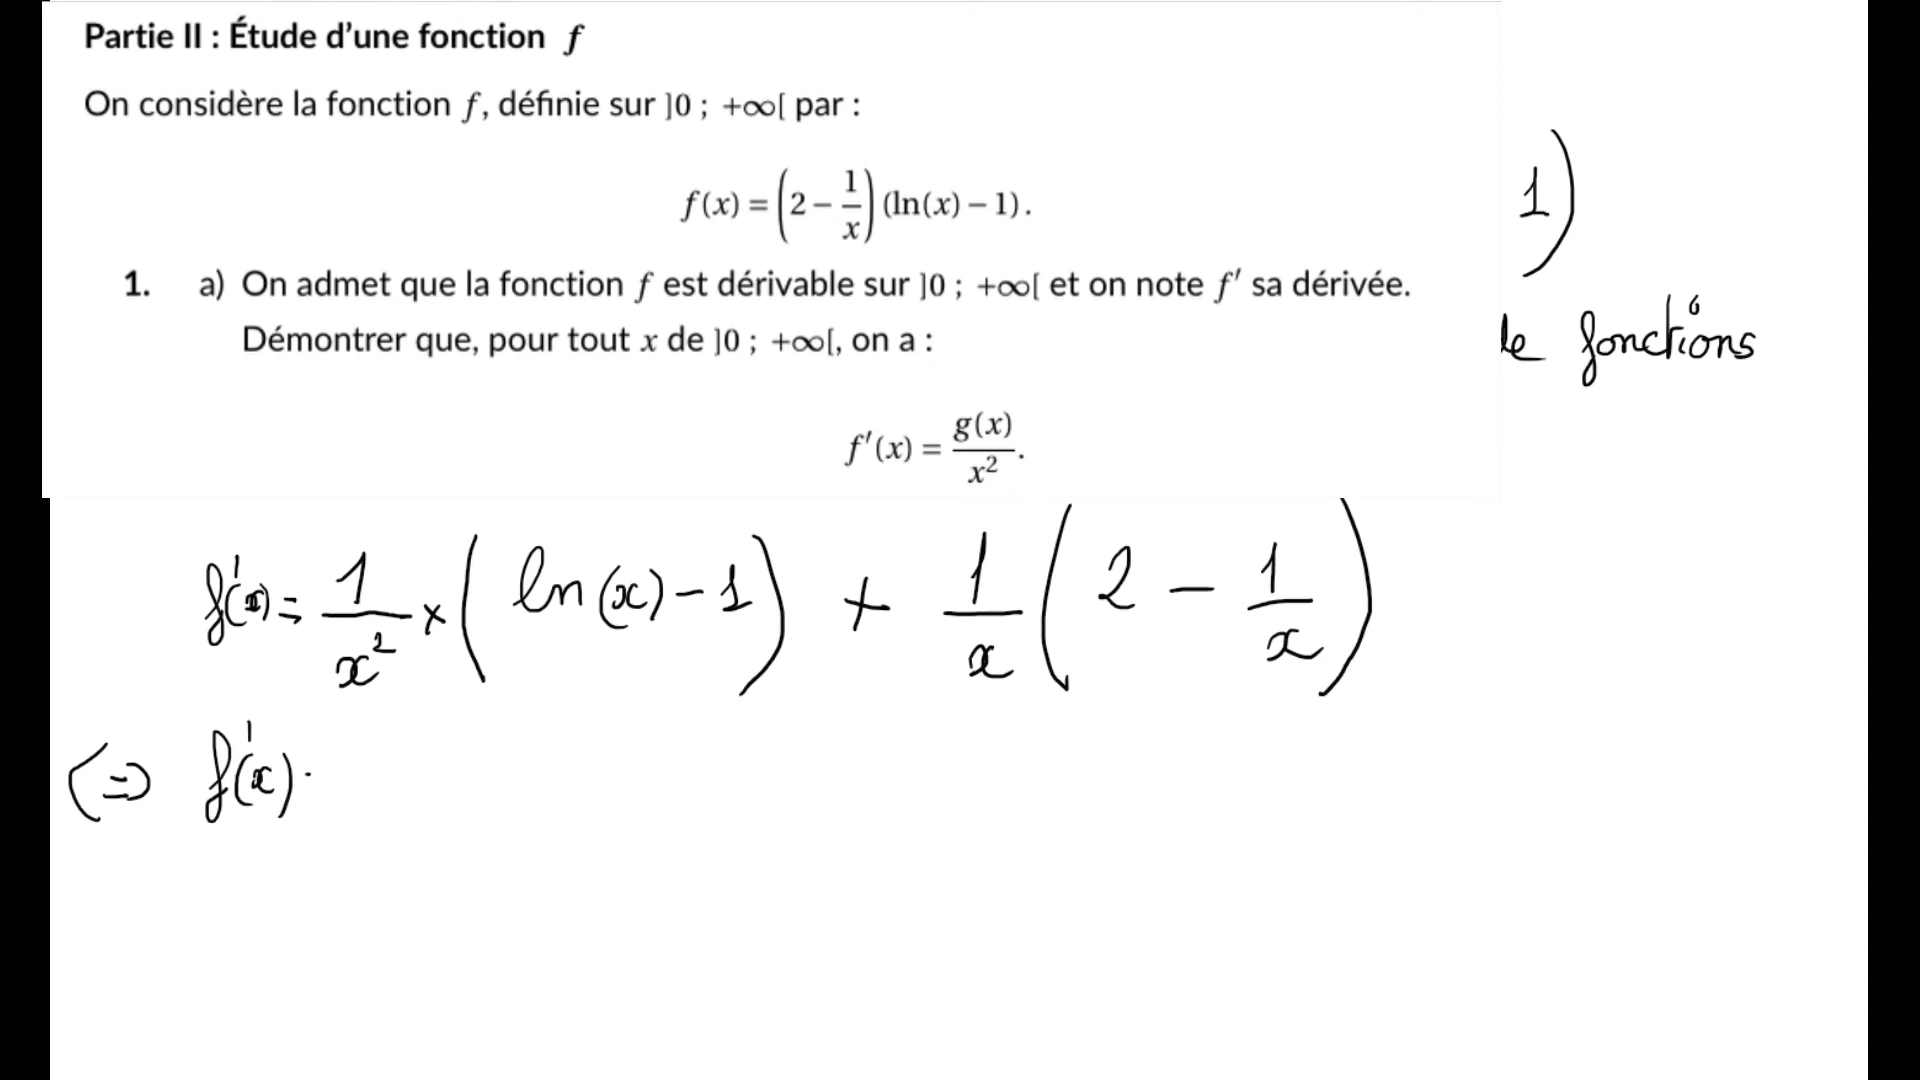 Partie II : Étude d’une fonction f
On considère la fonction f, définie sur ]0 ; +∞[ par :
f(x) = (2 − 1/x) (ln(x) − 1).
1)
1. a) On admet que la fonction f est dérivable sur ]0 ; +∞[ et on note f′ sa dérivée.
Démontrer que, pour tout x de ]0 ; +∞[, on a :
fonctions
f′(x) = g(x)/x².
f'(x) = 1/x² × (ln(x) − 1) + 1/x (2 − 1/x)
(=) f'(x) ·